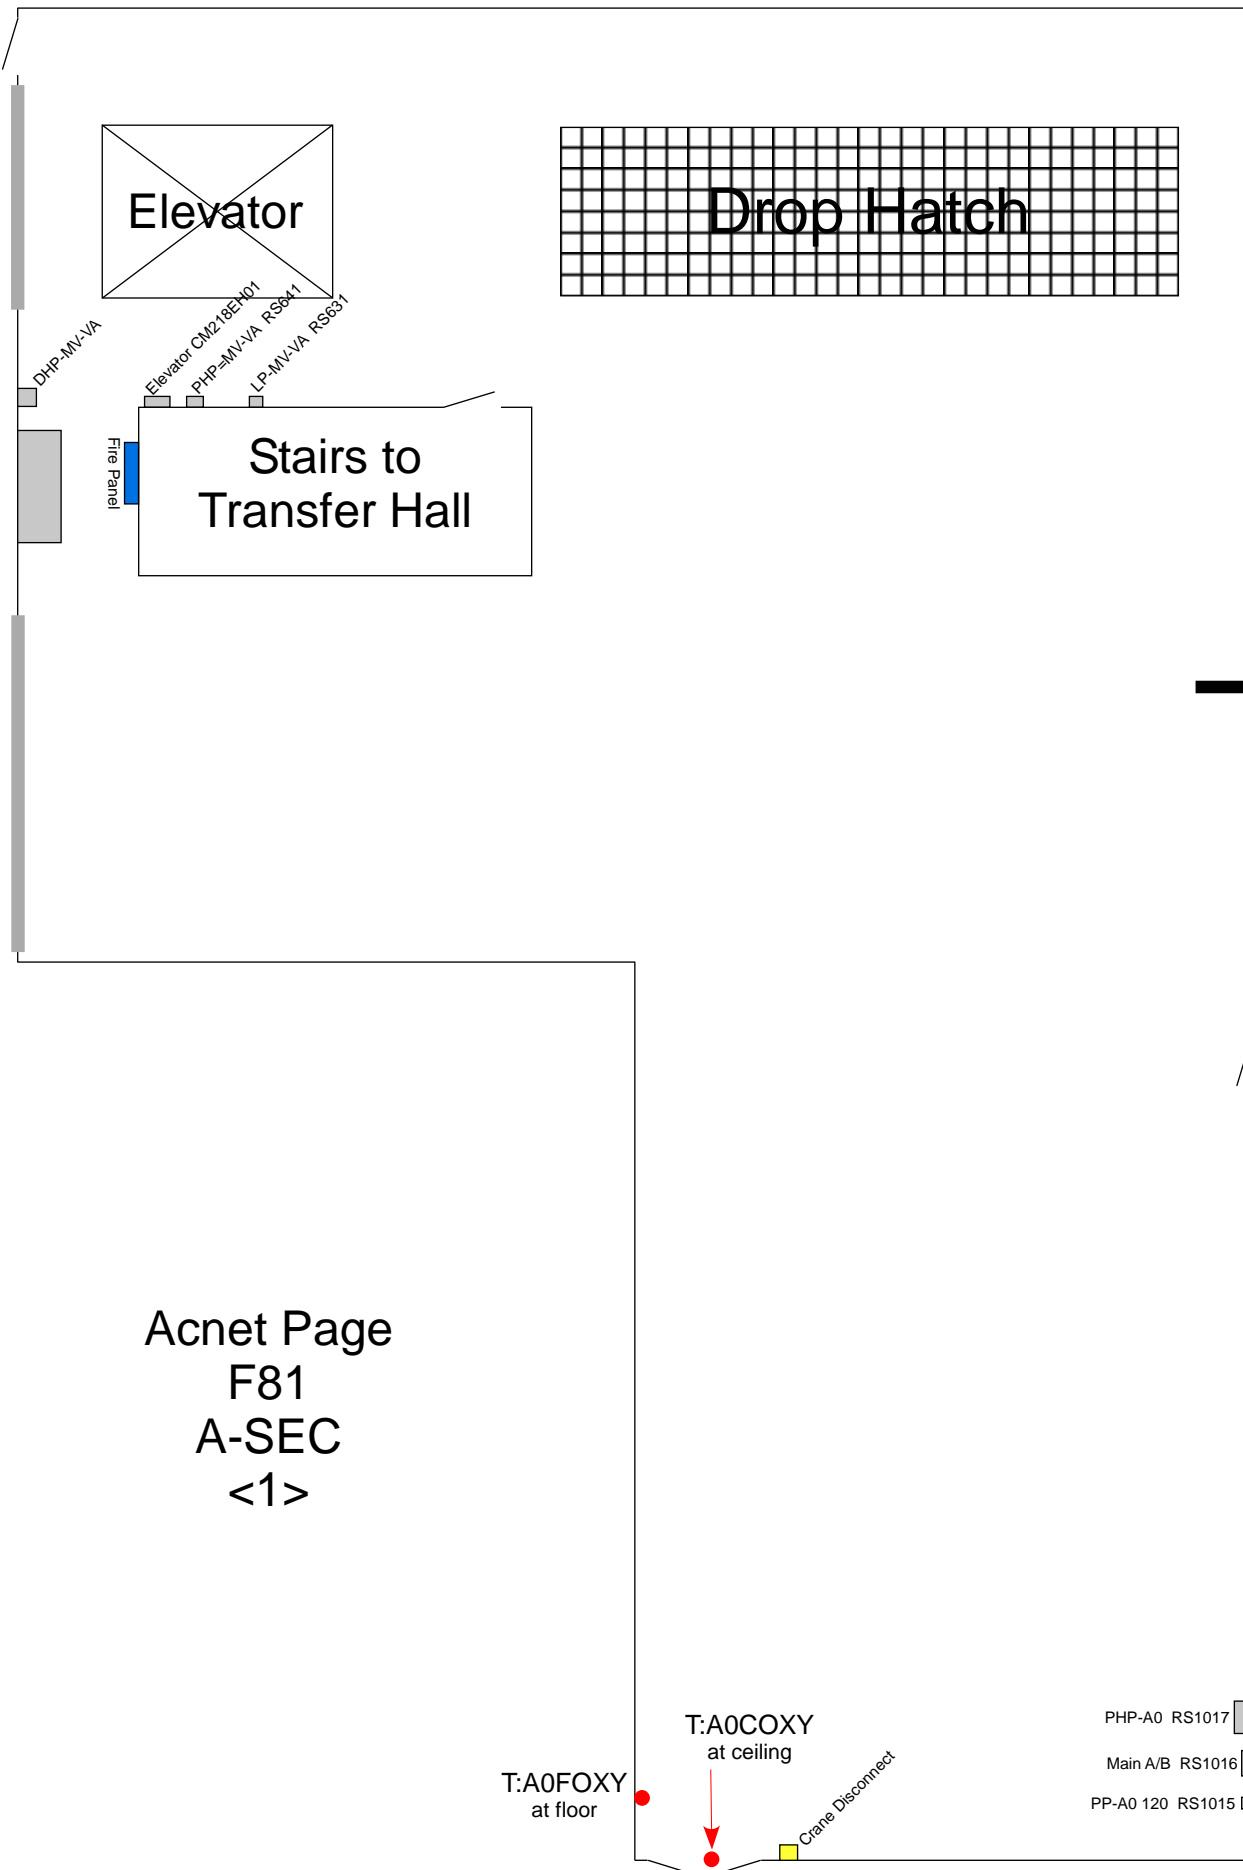 Elevator
Drop Hatch
DHP-MV-VA
Elevator CM218EH01
PHP=MV-VA RS641
LP-MV-VA RS631
Fire Panel
Stairs to
Transfer Hall
Acnet Page
F81
A-SEC
<1>
T:A0COXY
at ceiling
T:A0FOXY
at floor
Crane Disconnect
PHP-A0 RS1017
Main A/B RS1016
PP-A0 120 RS1015